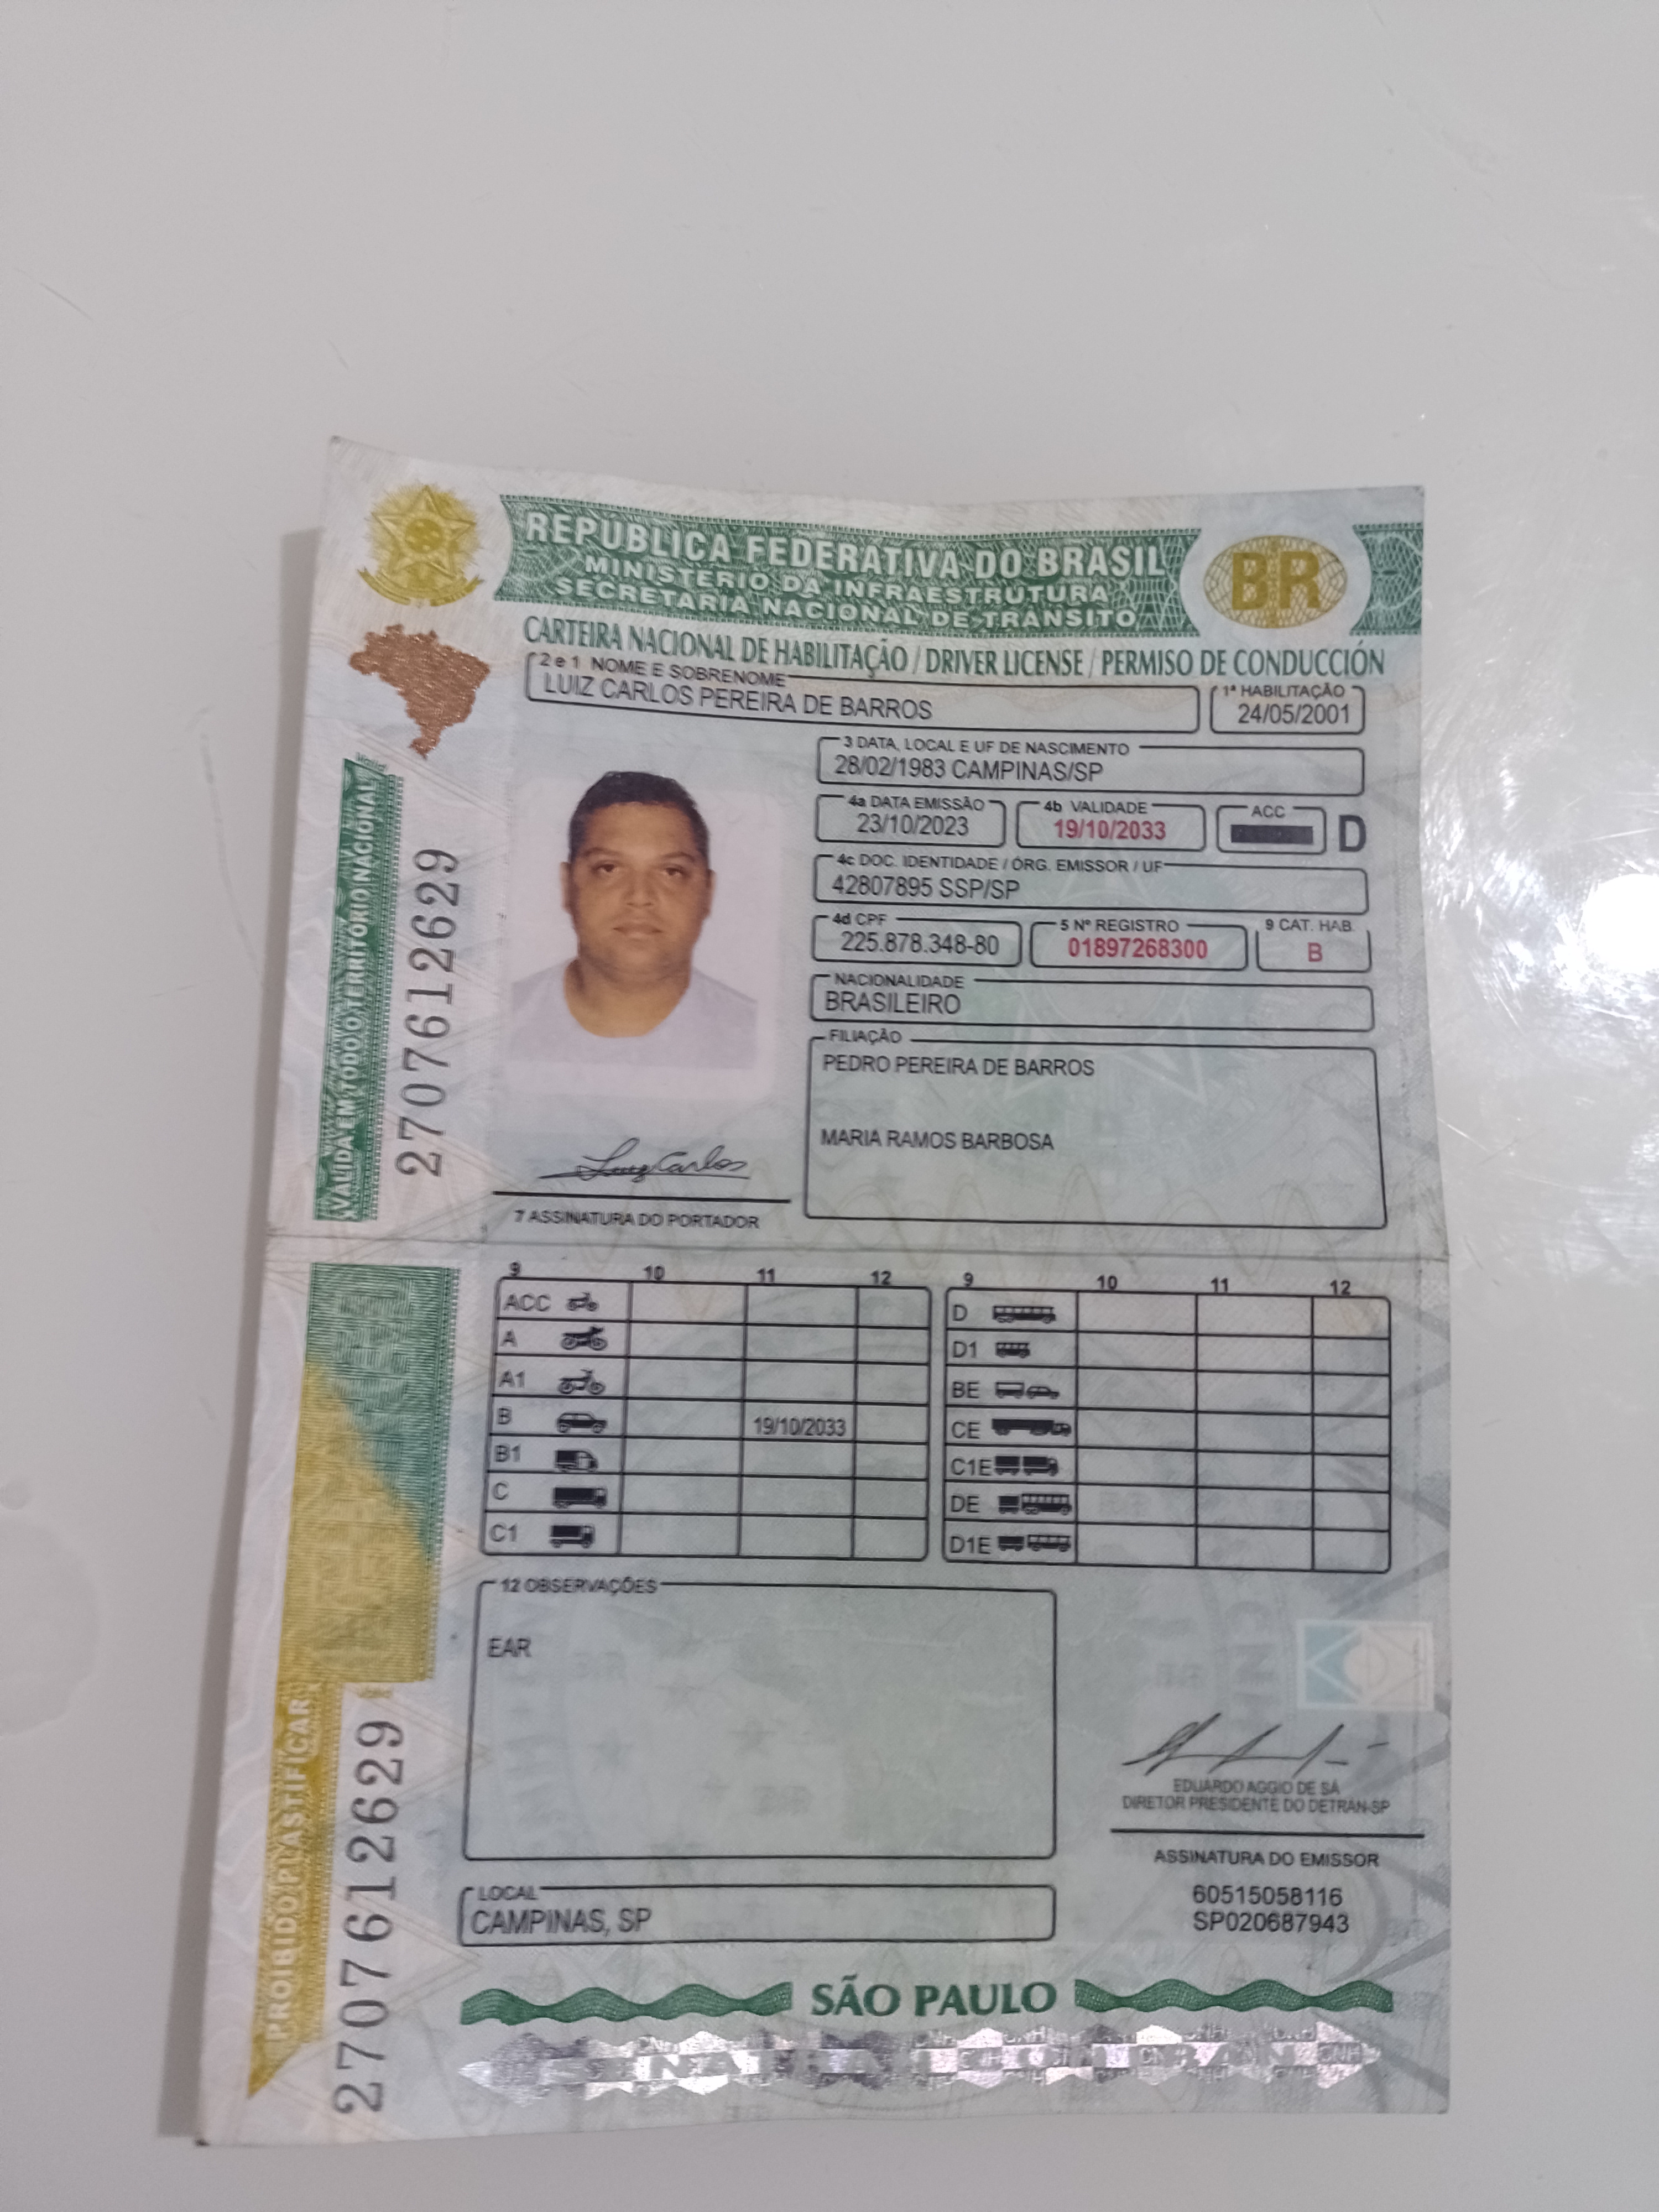 REPÚBLICA FEDERATIVA DO BRASIL
MINISTÉRIO DA INFRAESTRUTURA
SECRETARIA NACIONAL DE TRÂNSITO
BR
CARTEIRA NACIONAL DE HABILITAÇÃO / DRIVER LICENSE / PERMISO DE CONDUCCIÓN
2 e 1 NOME E SOBRENOME
LUIZ CARLOS PEREIRA DE BARROS
1ª HABILITAÇÃO
24/05/2001
3 DATA, LOCAL E UF DE NASCIMENTO
28/02/1983 CAMPINAS/SP
4a DATA EMISSÃO
23/10/2023
4b VALIDADE
19/10/2033
ACC
D
4c DOC. IDENTIDADE / ÓRG. EMISSOR / UF
42807895 SSP/SP
4d CPF
225.878.348-80
5 Nº REGISTRO
01897268300
9 CAT. HAB.
B
NACIONALIDADE
BRASILEIRO
FILIAÇÃO
PEDRO PEREIRA DE BARROS
MARIA RAMOS BARBOSA
Luiz Carlos
7 ASSINATURA DO PORTADOR
VÁLIDA EM TODO O TERRITÓRIO NACIONAL
2707612629
9 10 11 12
ACC
A
A1
B 19/10/2033
B1
C
C1
9 10 11 12
D
D1
BE
CE
C1E
DE
D1E
12 OBSERVAÇÕES
EAR
LOCAL
CAMPINAS, SP
EDUARDO AGGIO DE SÁ
DIRETOR PRESIDENTE DO DETRAN-SP
ASSINATURA DO EMISSOR
60515058116
SP020687943
PROIBIDO PLASTIFICAR
2707612629
SÃO PAULO